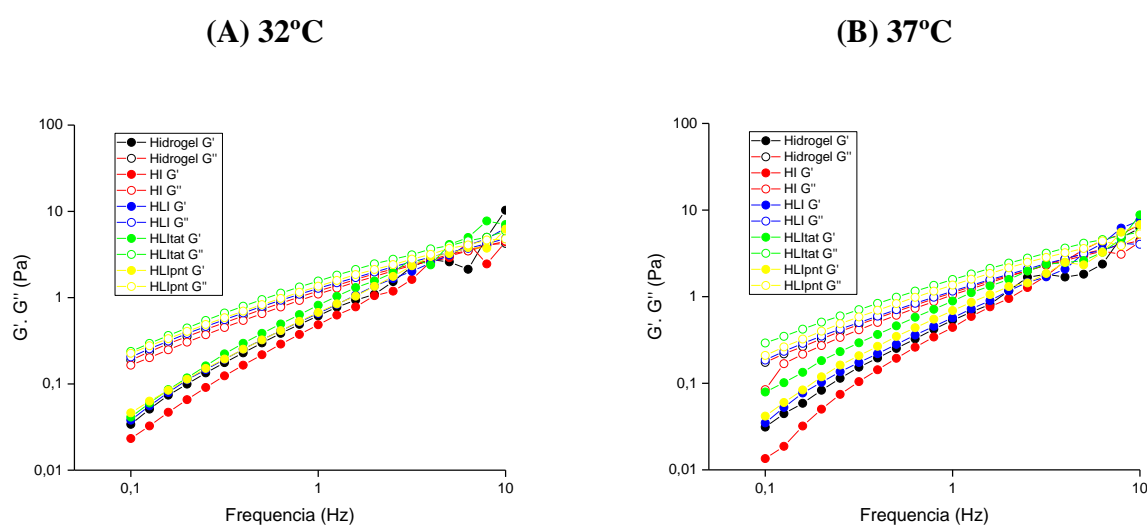 (A) 32ºC
(B) 37ºC
100
10
1
0,1
0,01
G'. G'' (Pa)
Hidrogel G'
Hidrogel G''
HI G'
HI G''
HLI G'
HLI G''
HLItat G'
HLItat G''
HLIpnt G'
HLIpnt G''
0,1
1
10
Frequencia (Hz)
100
10
1
0,1
0,01
G'. G'' (Pa)
Hidrogel G'
Hidrogel G''
HI G'
HI G''
HLI G'
HLI G''
HLItat G'
HLItat G''
HLIpnt G'
HLIpnt G''
0,1
1
10
Frequencia (Hz)